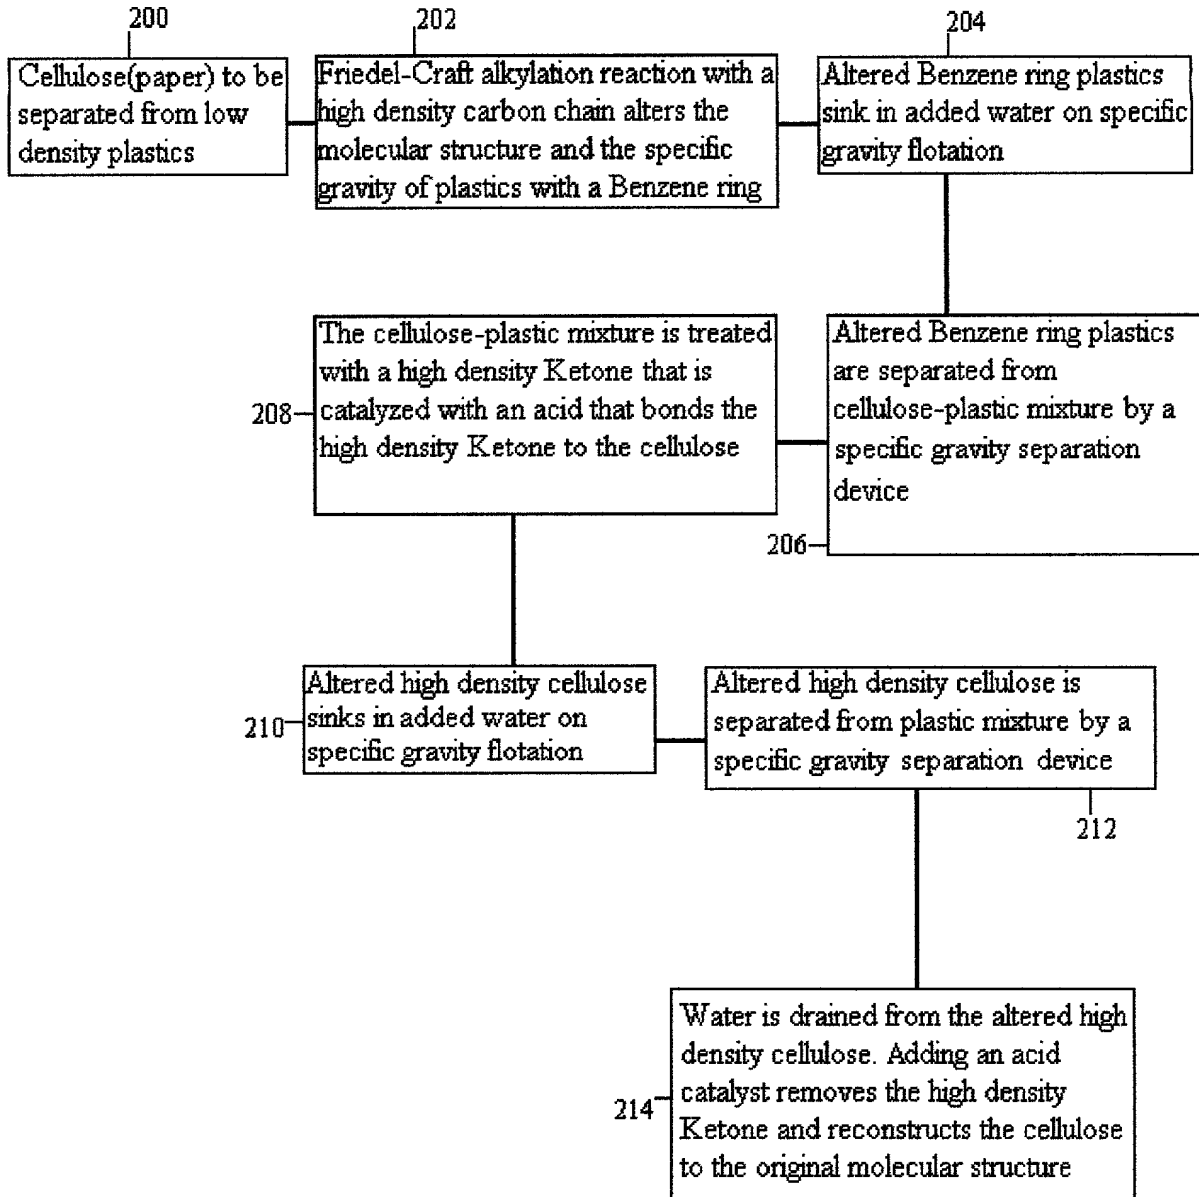 200
Cellulose(paper) to be
separated from low
density plastics
202
Friedel-Craft alkylation reaction with a
high density carbon chain alters the
molecular structure and the specific
gravity of plastics with a Benzene ring
204
Altered Benzene ring plastics
sink in added water on specific
gravity flotation
Altered Benzene ring plastics
are separated from
cellulose-plastic mixture by a
specific gravity separation
device
206
The cellulose-plastic mixture is treated
with a high density Ketone that is
catalyzed with an acid that bonds the
high density Ketone to the cellulose
208
Altered high density cellulose
sinks in added water on
specific gravity flotation
210
Altered high density cellulose is
separated from plastic mixture by a
specific gravity separation device
212
Water is drained from the altered high
density cellulose. Adding an acid
catalyst removes the high density
Ketone and reconstructs the cellulose
to the original molecular structure
214